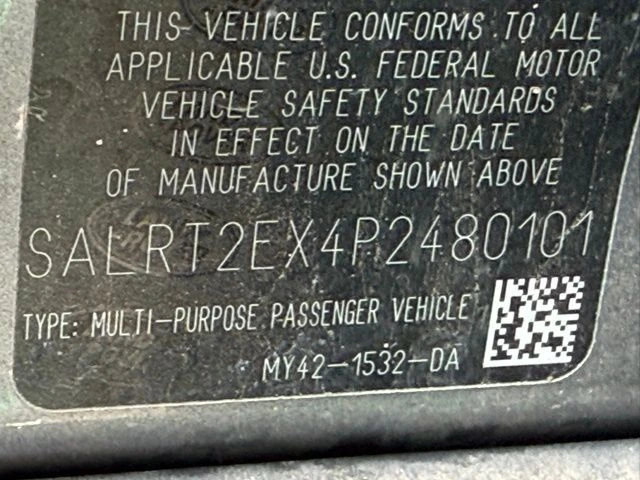 THIS VEHICLE CONFORMS TO ALL
APPLICABLE U.S. FEDERAL MOTOR
VEHICLE SAFETY STANDARDS
IN EFFECT ON THE DATE
OF MANUFACTURE SHOWN ABOVE
SALRT2EX4P2480101
TYPE: MULTI-PURPOSE PASSENGER VEHICLE
MY42-1532-DA